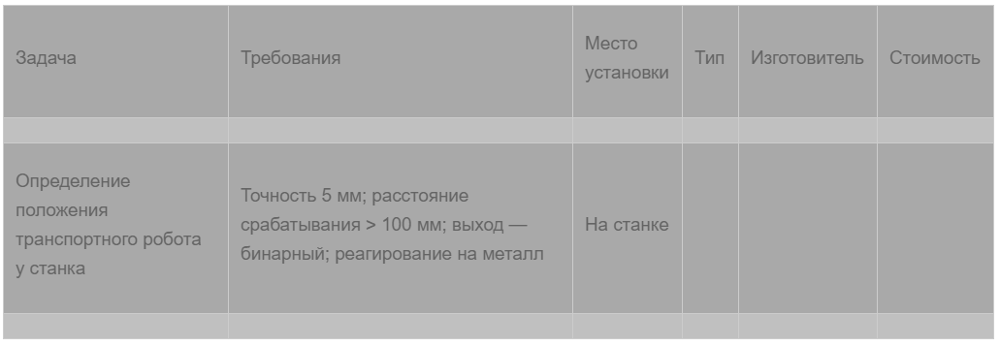 Задача
Требования
Место
установки
Тип
Изготовитель
Стоимость
Определение
положения
транспортного робота
у станка
Точность 5 мм; расстояние
срабатывания > 100 мм; выход —
бинарный; реагирование на металл
На станке